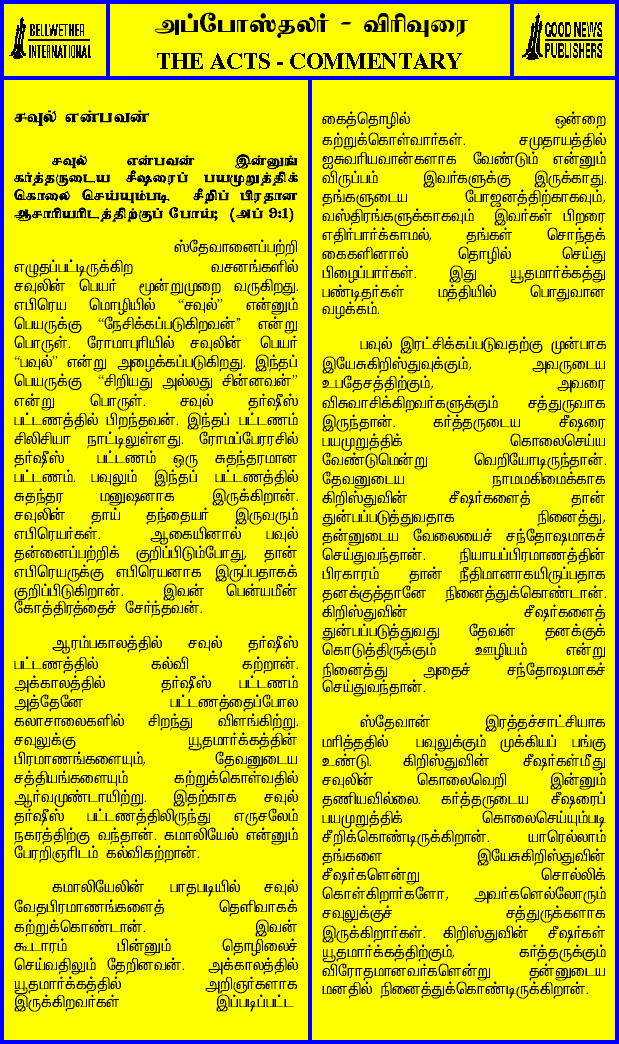 BELLWETHER
INTERNATIONAL
அப்போஸ்தலர் - விரிவுரை
THE ACTS - COMMENTARY
GOOD NEWS
PUBLISHERS
சவுல் என்பவன்
சவுல் என்பவன் இன்னுங்
கர்த்தருடைய சீஷரைப் பயமுறுத்திக்
கொலை செய்யும்படி சீறிப் பிரதான
ஆசாரியரிடத்திற்குப் போய்; (அப் 9:1)
ஸ்தேவானைப்பற்றி
எழுதப்பட்டிருக்கிற வசனங்களில்
சவுலின் பெயர் மூன்றுமுறை வருகிறது.
எபிரெய மொழியில் “சவுல்” என்னும்
பெயருக்கு “நேசிக்கப்படுகிறவன்” என்று
பொருள். ரோமாபுரியில் சவுலின் பெயர்
“பவுல்” என்று அழைக்கப்படுகிறது. இந்தப்
பெயருக்கு “சிறியது அல்லது சின்னவன்”
என்று பொருள். சவுல் தர்ஷீஸ்
பட்டணத்தில் பிறந்தவன். இந்தப் பட்டணம்
சிலிசியா நாட்டிலுள்ளது. ரோமப்பேரரசில்
தர்ஷீஸ் பட்டணம் ஒரு சுதந்தரமான
பட்டணம். பவுலும் இந்தப் பட்டணத்தில்
சுதந்தர மனுஷனாக இருக்கிறான்.
சவுலின் தாய் தந்தையர் இருவரும்
எபிரெயர்கள். ஆகையினால் பவுல்
தன்னைப்பற்றிக் குறிப்பிடும்போது, தான்
எபிரெயருக்கு எபிரெயனாக இருப்பதாகக்
குறிப்பிடுகிறான். இவன் பென்யமீன்
கோத்திரத்தைச் சேர்ந்தவன்.
ஆரம்பகாலத்தில் சவுல் தர்ஷீஸ்
பட்டணத்தில் கல்வி கற்றான்.
அக்காலத்தில் தர்ஷீஸ் பட்டணம்
அத்தேனே பட்டணத்தைப்போல
கலாசாலைகளில் சிறந்து விளங்கிற்று.
சவுலுக்கு யூதமார்க்கத்தின்
பிரமாணங்களையும், தேவனுடைய
சத்தியங்களையும் கற்றுக்கொள்வதில்
ஆர்வமுண்டாயிற்று. இதற்காக சவுல்
தர்ஷீஸ் பட்டணத்திலிருந்து எருசலேம்
நகரத்திற்கு வந்தான். கமாலியேல் என்னும்
பேரறிஞரிடம் கல்விகற்றான்.
கமாலியேலின் பாதபடியில் சவுல்
வேதபிரமாணங்களைத் தெளிவாகக்
கற்றுக்கொண்டான். இவன்
கூடாரம் பின்னும் தொழிலைச்
செய்வதிலும் தேறினவன். அக்காலத்தில்
யூதமார்க்கத்தில் அறிஞர்களாக
இருக்கிறவர்கள் இப்படிப்பட்ட
கைத்தொழில் ஒன்றை
கற்றுக்கொள்வார்கள். சமுதாயத்தில்
ஐசுவரியவான்களாக வேண்டும் என்னும்
விருப்பம் இவர்களுக்கு இருக்காது.
தங்களுடைய போஜனத்திற்காகவும்,
வஸ்திரங்களுக்காகவும் இவர்கள் பிறரை
எதிர்பார்க்காமல், தங்கள் சொந்தக்
கைகளினால் தொழில் செய்து
பிழைப்பார்கள். இது யூதமார்க்கத்து
பண்டிதர்கள் மத்தியில் பொதுவான
வழக்கம்.
பவுல் இரட்சிக்கப்படுவதற்கு முன்பாக
இயேசுகிறிஸ்துவுக்கும், அவருடைய
உபதேசத்திற்கும், அவரை
விசுவாசிக்கிறவர்களுக்கும் சத்துருவாக
இருந்தான். கர்த்தருடைய சீஷரை
பயமுறுத்திக் கொலைசெய்ய
வேண்டுமென்று வெறியோடிருந்தான்.
தேவனுடைய நாமமகிமைக்காக
கிறிஸ்துவின் சீஷர்களைத் தான்
துன்பப்படுத்துவதாக நினைத்து,
தன்னுடைய வேலையைச் சந்தோஷமாகச்
செய்துவந்தான். நியாயப்பிரமாணத்தின்
பிரகாரம் தான் நீதிமானாகயிருப்பதாக
தனக்குத்தானே நினைத்துக்கொண்டான்.
கிறிஸ்துவின் சீஷர்களைத்
துன்பப்படுத்துவது தேவன் தனக்குக்
கொடுத்திருக்கும் ஊழியம் என்று
நினைத்து அதைச் சந்தோஷமாகச்
செய்துவந்தான்.
ஸ்தேவான் இரத்தச்சாட்சியாக
மரித்ததில் பவுலுக்கும் முக்கியப் பங்கு
உண்டு. கிறிஸ்துவின் சீஷர்கள்மீது
சவுலின் கொலைவெறி இன்னும்
தணியவில்லை. கர்த்தருடைய சீஷரைப்
பயமுறுத்திக் கொலைசெய்யும்படி
சீறிக்கொண்டிருக்கிறான். யாரெல்லாம்
தங்களை இயேசுகிறிஸ்துவின்
சீஷர்களென்று சொல்லிக்
கொள்கிறார்களோ, அவர்களெல்லோரும்
சவுலுக்குச் சத்துருக்களாக
இருக்கிறார்கள். கிறிஸ்துவின் சீஷர்கள்
யூதமார்க்கத்திற்கும், கர்த்தருக்கும்
விரோதமானவர்களென்று தன்னுடைய
மனதில் நினைத்துக்கொண்டிருக்கிறான்.